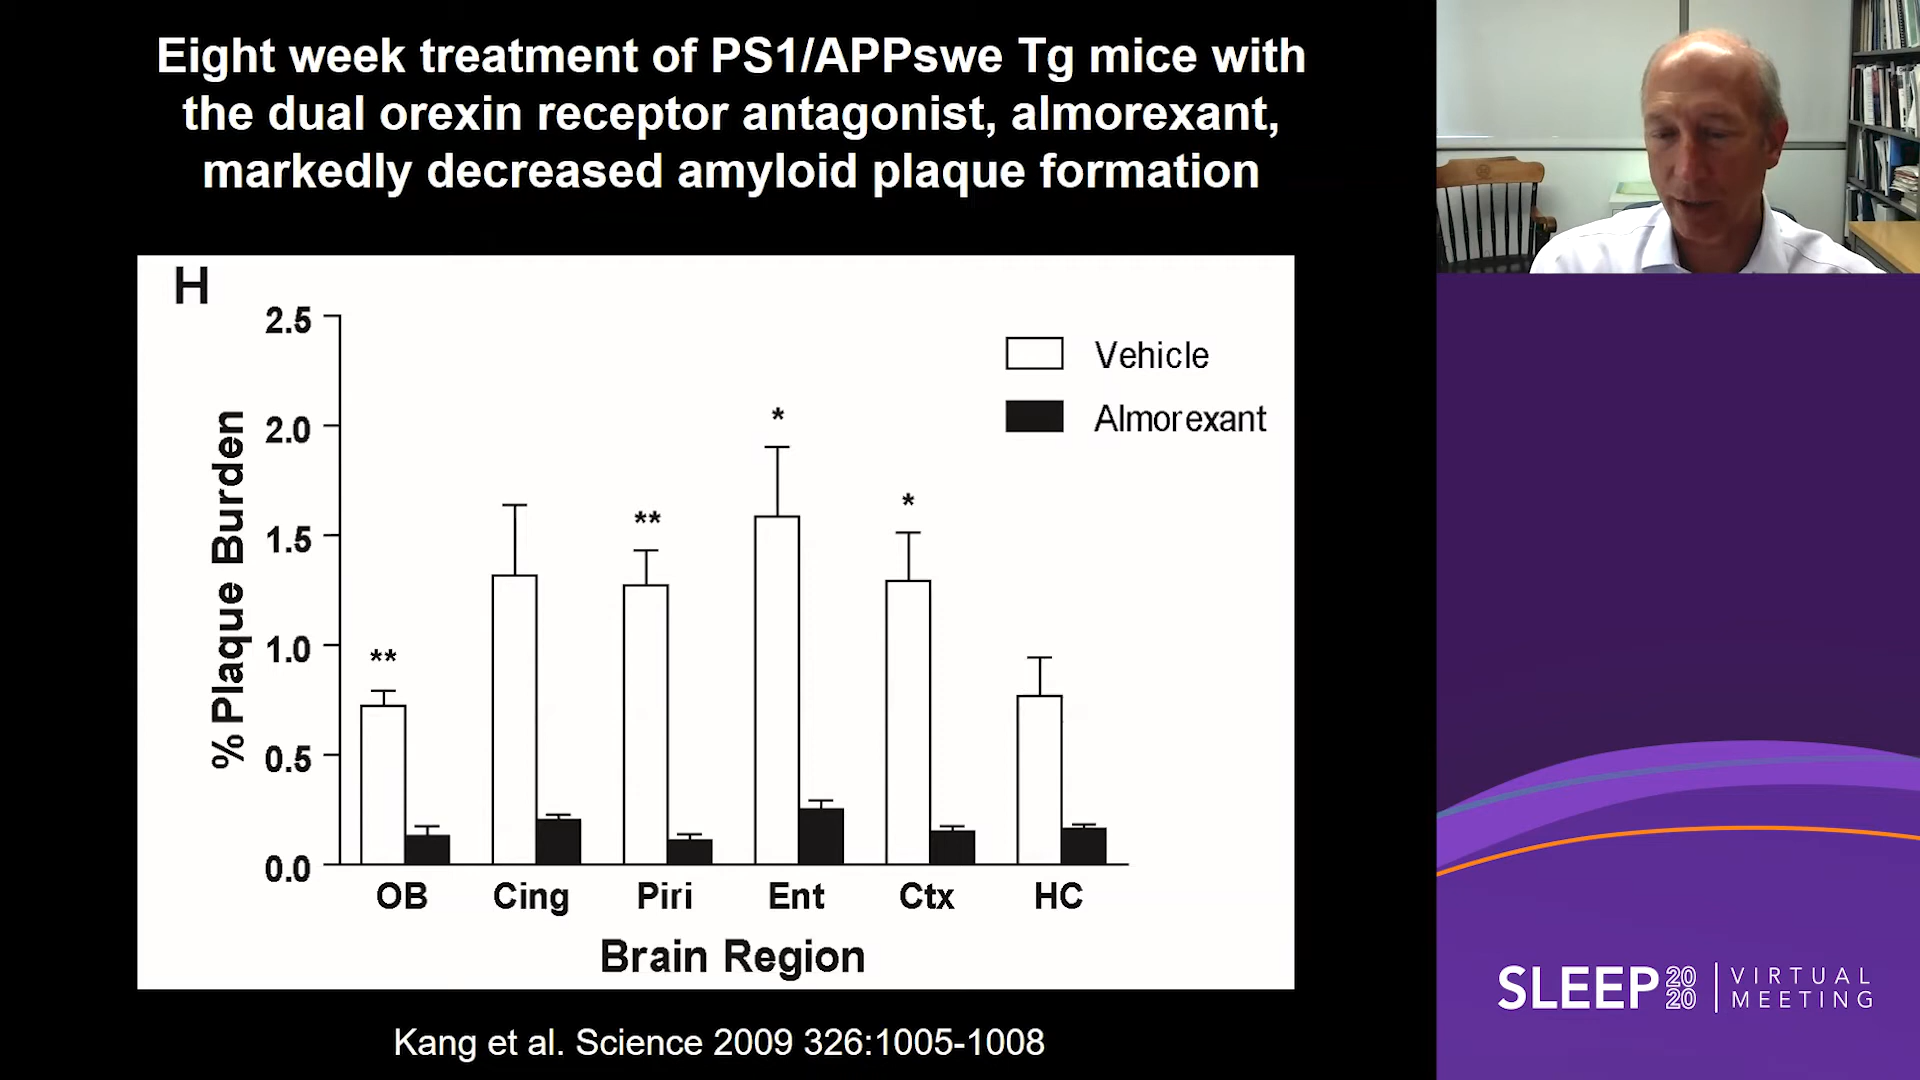 Eight week treatment of PS1/APPswe Tg mice with
the dual orexin receptor antagonist, almorexant,
markedly decreased amyloid plaque formation
H
2.5
2.0
1.5
1.0
0.5
0.0
% Plaque Burden
Vehicle
Almorexant
**
**
*
*
OB Cing Piri Ent Ctx HC
Brain Region
Kang et al. Science 2009 326:1005-1008
SLEEP 2020 | VIRTUAL
MEETING